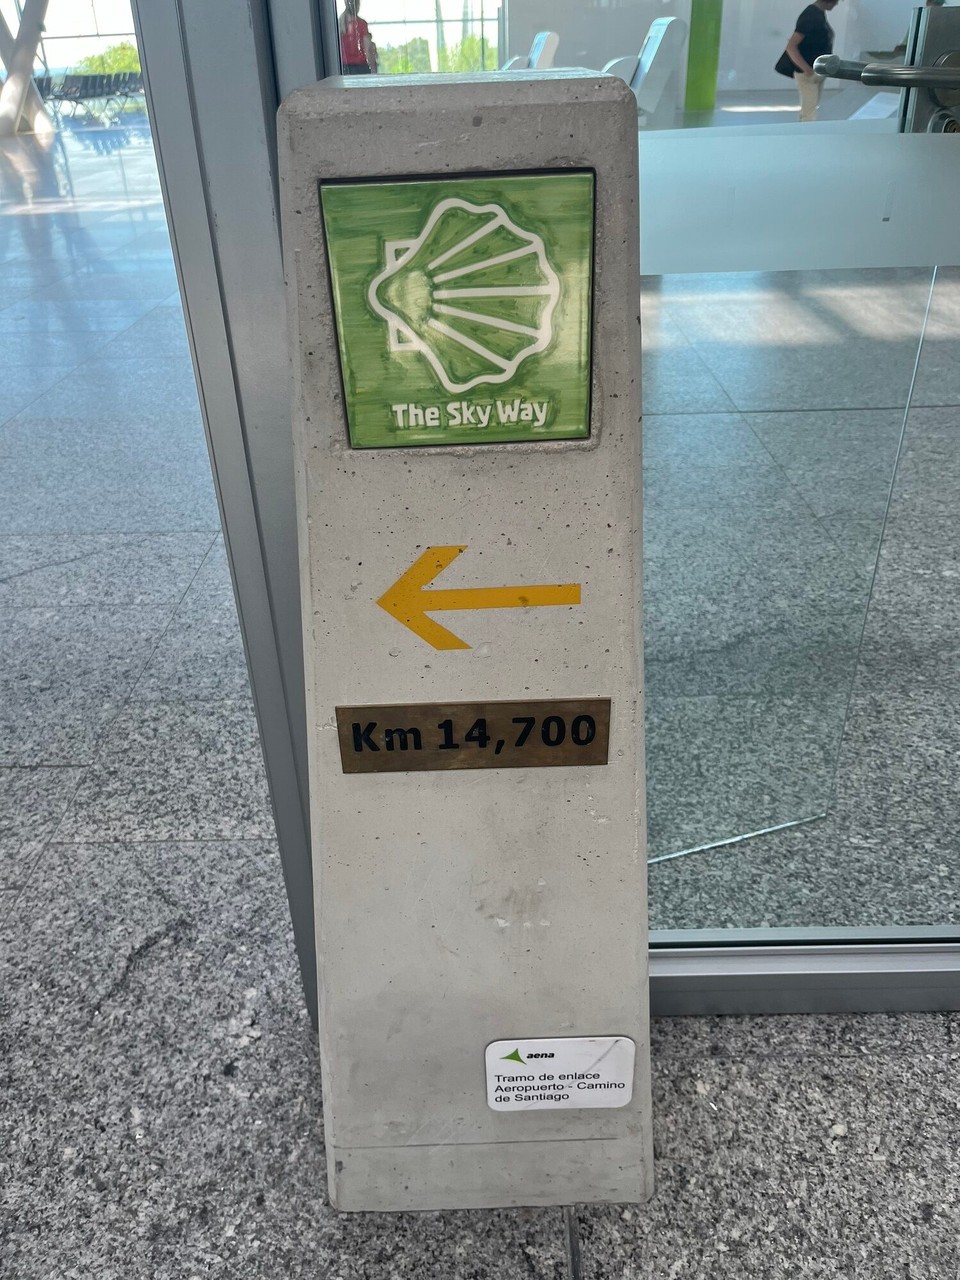 The Sky Way
Km 14,700
aena
Tramo de enlace
Aeropuerto - Camino
de Santiago